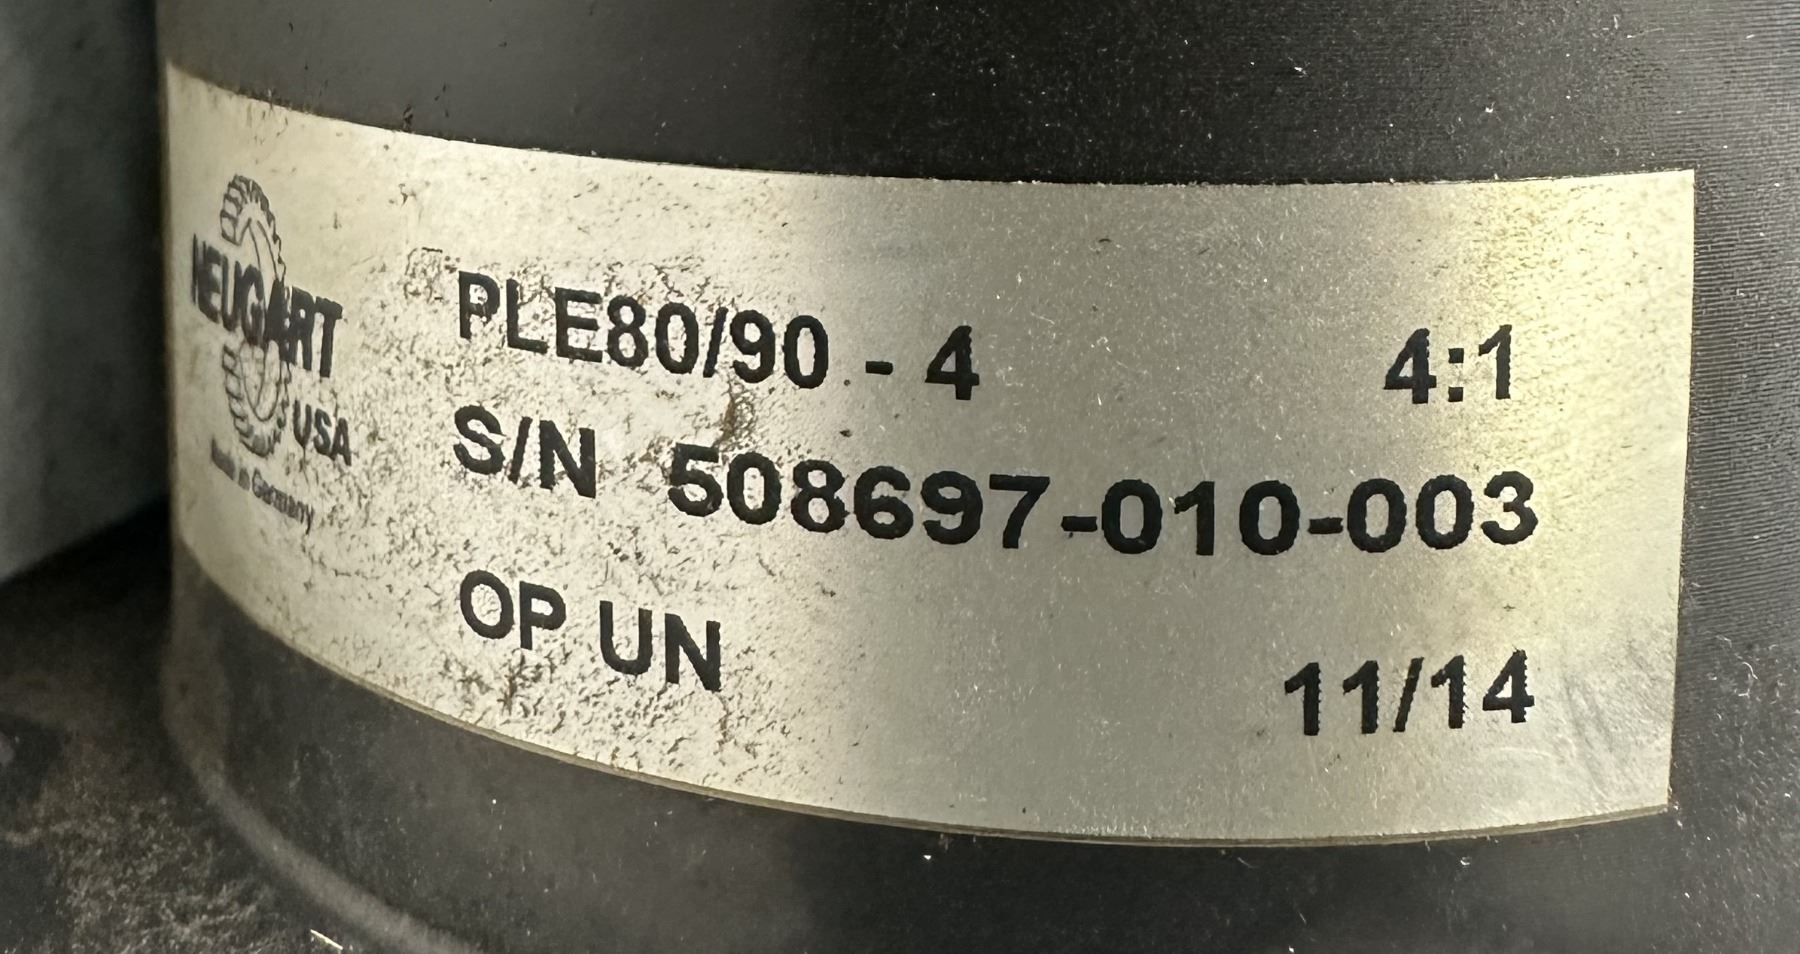 NEUGART
USA
Made in Germany
PLE80/90 - 4 4:1
S/N 508697-010-003
OP UN
11/14